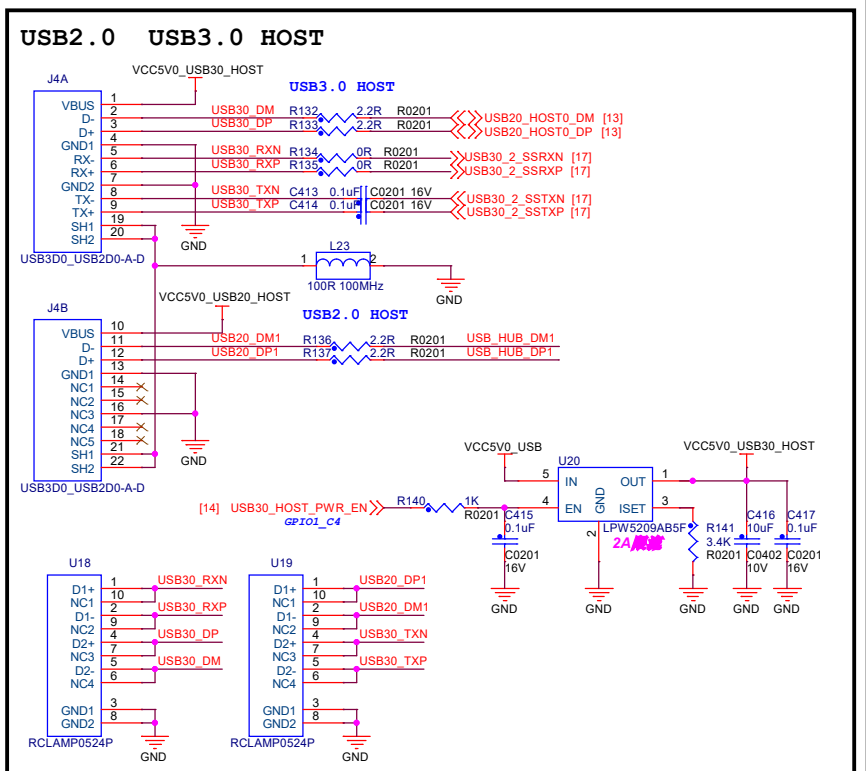 USB2.0 USB3.0 HOST
J4A
VCC5V0_USB30_HOST
USB3.0 HOST
VBUS 1
D- 2 USB30_DM R132 2.2R R0201 USB20_HOST0_DM [13]
D+ 3 USB30_DP R133 2.2R R0201 USB20_HOST0_DP [13]
GND1 4
RX- 5 USB30_RXN R134 0R R0201 USB30_2_SSRXN [17]
RX+ 6 USB30_RXP R135 0R R0201 USB30_2_SSRXP [17]
GND2 7
TX- 8 USB30_TXN C413 0.1uF C0201 16V USB30_2_SSTXN [17]
TX+ 9 USB30_TXP C414 0.1uF C0201 16V USB30_2_SSTXP [17]
SH1 19
SH2 20
GND
USB3D0_USB2D0-A-D
L23
1 2
100R 100MHz
GND
J4B
VCC5V0_USB20_HOST
USB2.0 HOST
VBUS 10
D- 11 USB20_DM1 R136 2.2R R0201 USB_HUB_DM1
D+ 12 USB20_DP1 R137 2.2R R0201 USB_HUB_DP1
GND1 13
NC1 14
NC2 15
NC3 16
NC4 17
NC5 18
SH1 21
SH2 22
GND
USB3D0_USB2D0-A-D
VCC5V0_USB
U20
VCC5V0_USB30_HOST
5 IN OUT 1
GND
[14] USB30_HOST_PWR_EN R140 1K 4 EN ISET 3
GPIO1_C4
R0201
C415
0.1uF
C0201
16V
2
LPW5209AB5F
2A
R141
3.4K
R0201
C416
10uF
C0402
10V
C417
0.1uF
C0201
16V
GND GND GND GND GND
U18
D1+ 1 USB30_RXN
NC1 10
D1- 2 USB30_RXP
NC2 9
D2+ 4 USB30_DP
NC3 7
D2- 5 USB30_DM
NC4 6
GND1 3
GND2 8
RCLAMP0524P
GND
U19
D1+ 1 USB20_DP1
NC1 10
D1- 2 USB20_DM1
NC2 9
D2+ 4 USB30_TXN
NC3 7
D2- 5 USB30_TXP
NC4 6
GND1 3
GND2 8
RCLAMP0524P
GND